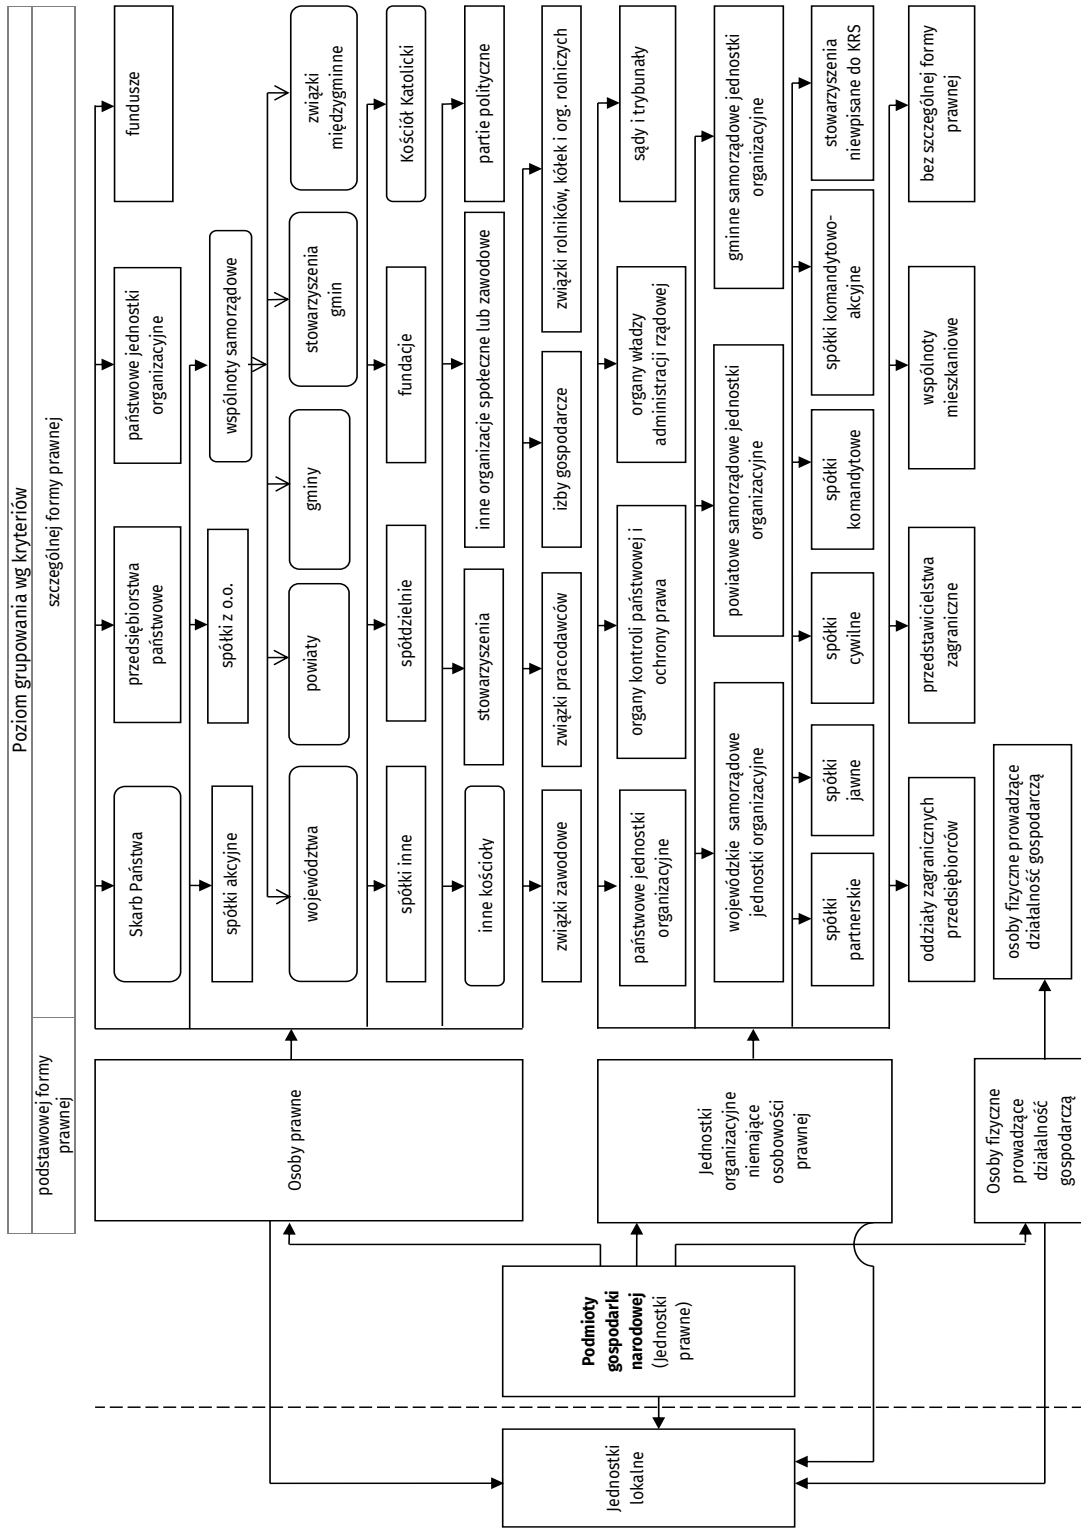 Poziom grupowania wg kryteriów
podstawowej formy
prawnej
szczególnej formy prawnej
Jednostki
lokalne
Podmioty
gospodarki
narodowej
(Jednostki
prawne)
Osoby prawne
Skarb Państwa
przedsiębiorstwa
państwowe
państwowe jednostki
organizacyjne
fundusze
spółki akcyjne
spółki z o.o.
wspólnoty samorządowe
województwa
powiaty
gminy
stowarzyszenia
gmin
związki
międzygminne
spółki inne
spółdzielnie
fundacje
Kościół Katolicki
inne kościoły
stowarzyszenia
inne organizacje społeczne lub zawodowe
partie polityczne
związki zawodowe
związki pracodawców
izby gospodarcze
związki rolników, kółek i org. rolniczych
Jednostki
organizacyjne
niemające
osobowości
prawnej
państwowe jednostki
organizacyjne
organy kontroli państwowej i
ochrony prawa
organy władzy
administracji rządowej
sądy i trybunały
wojewódzkie samorządowe
jednostki organizacyjne
powiatowe samorządowe jednostki
organizacyjne
gminne samorządowe jednostki
organizacyjne
spółki
partnerskie
spółki
jawne
spółki
cywilne
spółki
komandytowe
spółki komandytowo-
akcyjne
stowarzyszenia
niewpisane do KRS
oddziały zagranicznych
przedsiębiorców
przedstawicielstwa
zagraniczne
wspólnoty
mieszkaniowe
bez szczególnej formy
prawnej
Osoby fizyczne
prowadzące
działalność
gospodarczą
osoby fizyczne prowadzące
działalność gospodarczą